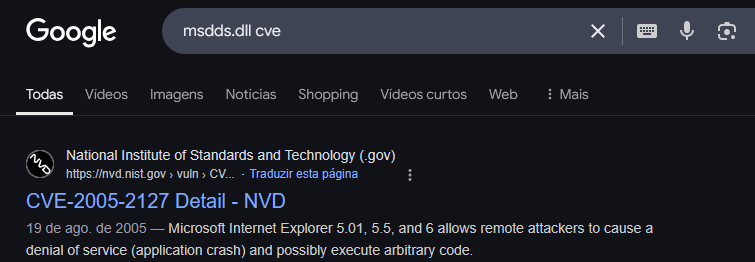 Google
msdds.dll cve
Todas Vídeos Imagens Notícias Shopping Vídeos curtos Web Mais
NVD
National Institute of Standards and Technology (.gov)
https://nvd.nist.gov › vuln › CV... · Traduzir esta página
CVE-2005-2127 Detail - NVD
19 de ago. de 2005 — Microsoft Internet Explorer 5.01, 5.5, and 6 allows remote attackers to cause a
denial of service (application crash) and possibly execute arbitrary code.